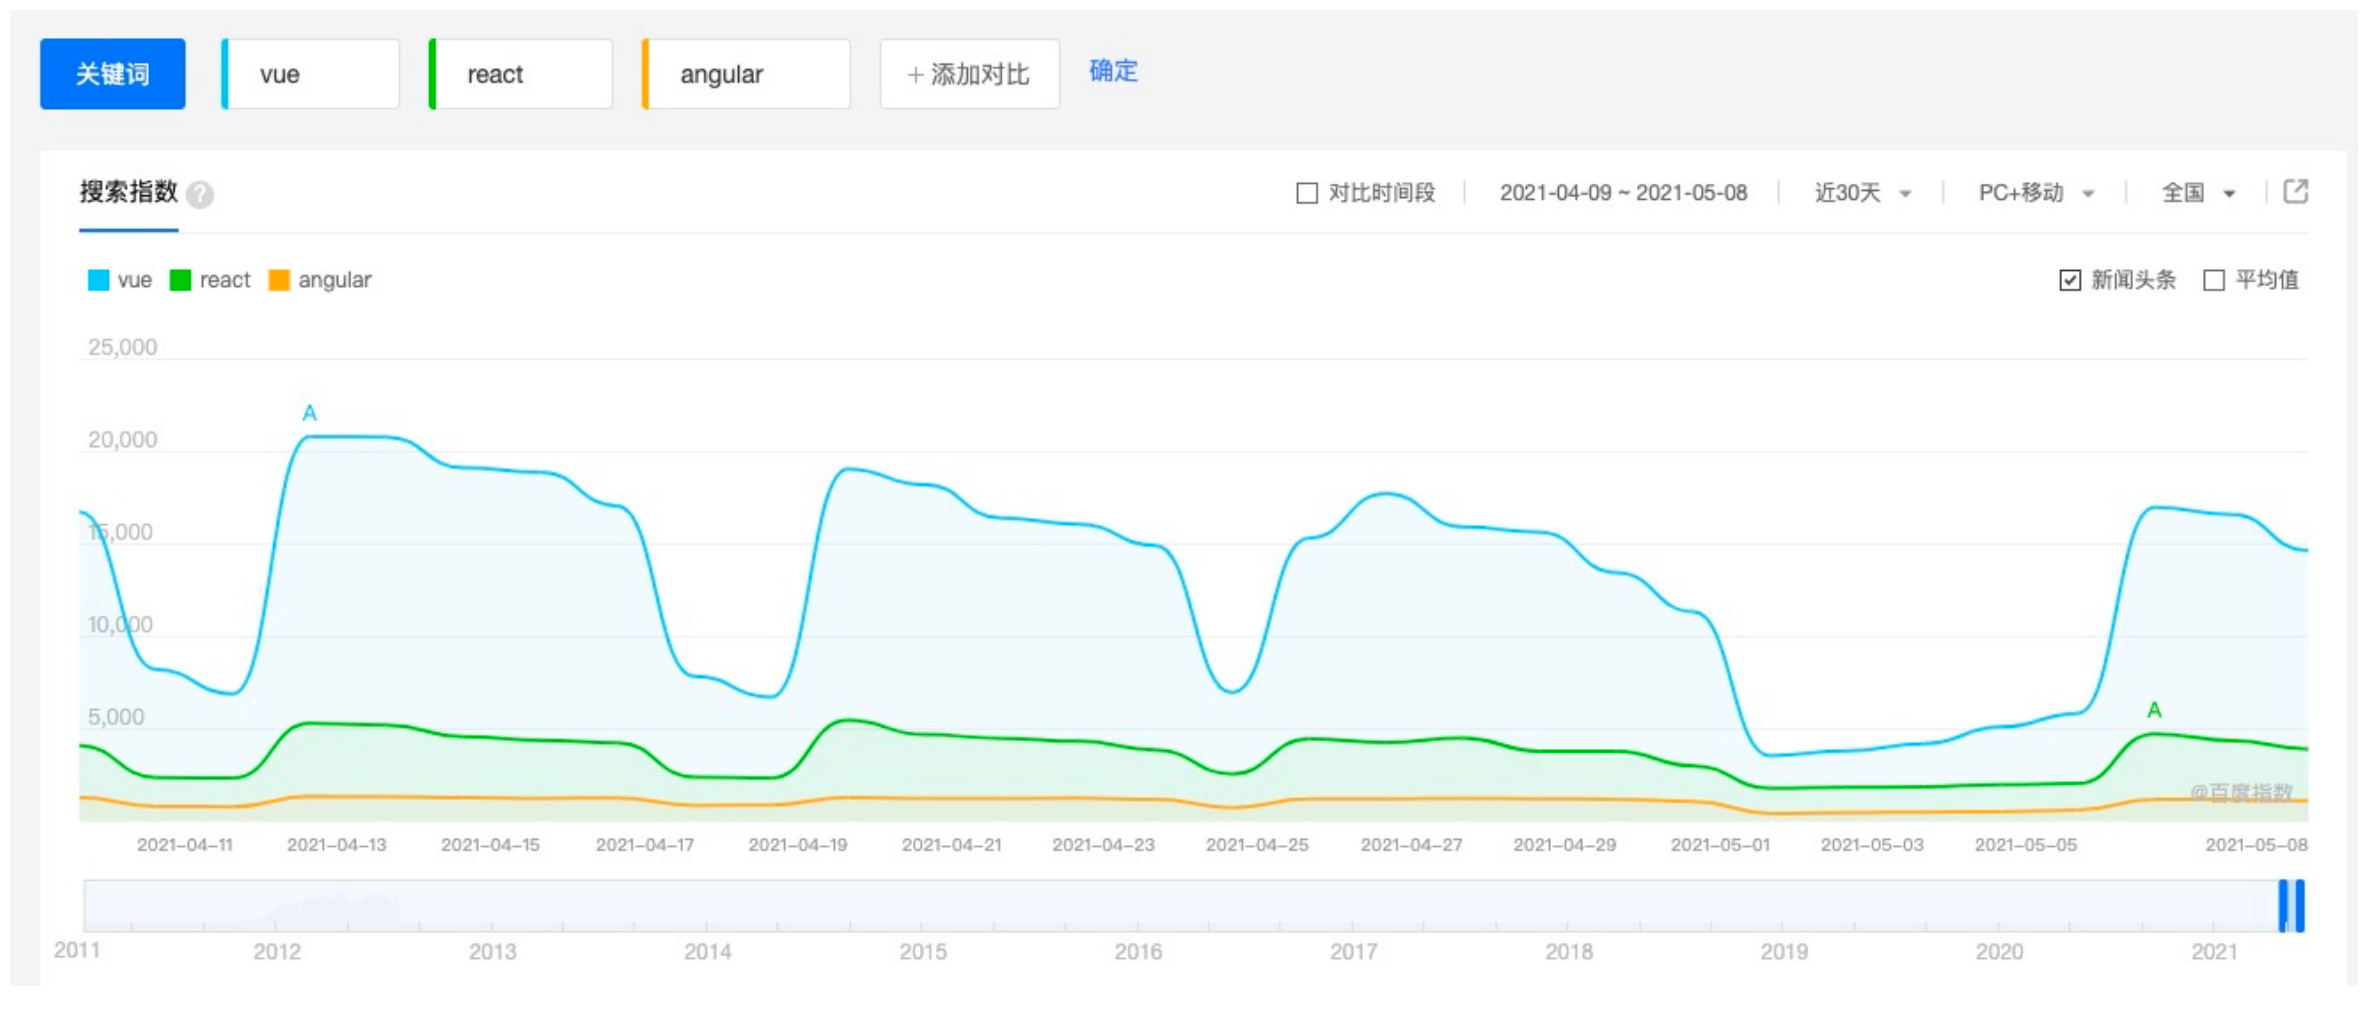 关键词 vue react angular +添加对比 确定
搜索指数 ? 对比时间段 2021-04-09 ~ 2021-05-08 近30天 PC+移动 全国
vue react angular 新闻头条 平均值
25,000
A
20,000
15,000
10,000
5,000
A
@百度指数
2021-04-11 2021-04-13 2021-04-15 2021-04-17 2021-04-19 2021-04-21 2021-04-23 2021-04-25 2021-04-27 2021-04-29 2021-05-01 2021-05-03 2021-05-05 2021-05-08
2011 2012 2013 2014 2015 2016 2017 2018 2019 2020 2021